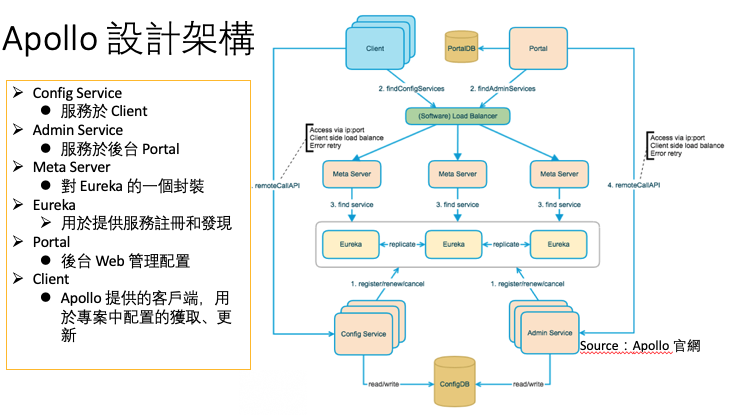 Apollo 設計架構
Config Service
服務於 Client
Admin Service
服務於後台 Portal
Meta Server
對 Eureka 的一個封裝
Eureka
用於提供服務註冊和發現
Portal
後台 Web 管理配置
Client
Apollo 提供的客戶端，用
於專案中配置的獲取、更
新
Client
PortalDB
Portal
2. findConfigServices
2. findAdminServices
(Software) Load Balancer
Access via ip:port
Client side load balance
Error retry
Access via ip:port
Client side load balance
Error retry
Meta Server
Meta Server
Meta Server
. remoteCallAPI
4. remoteCallAPI
3. find service
3. find service
3. find service
Eureka
replicate
Eureka
replicate
Eureka
1. register/renew/cancel
1. register/renew/cancel
Config Service
Admin Service
Source：Apollo 官網
read/write
ConfigDB
read/write